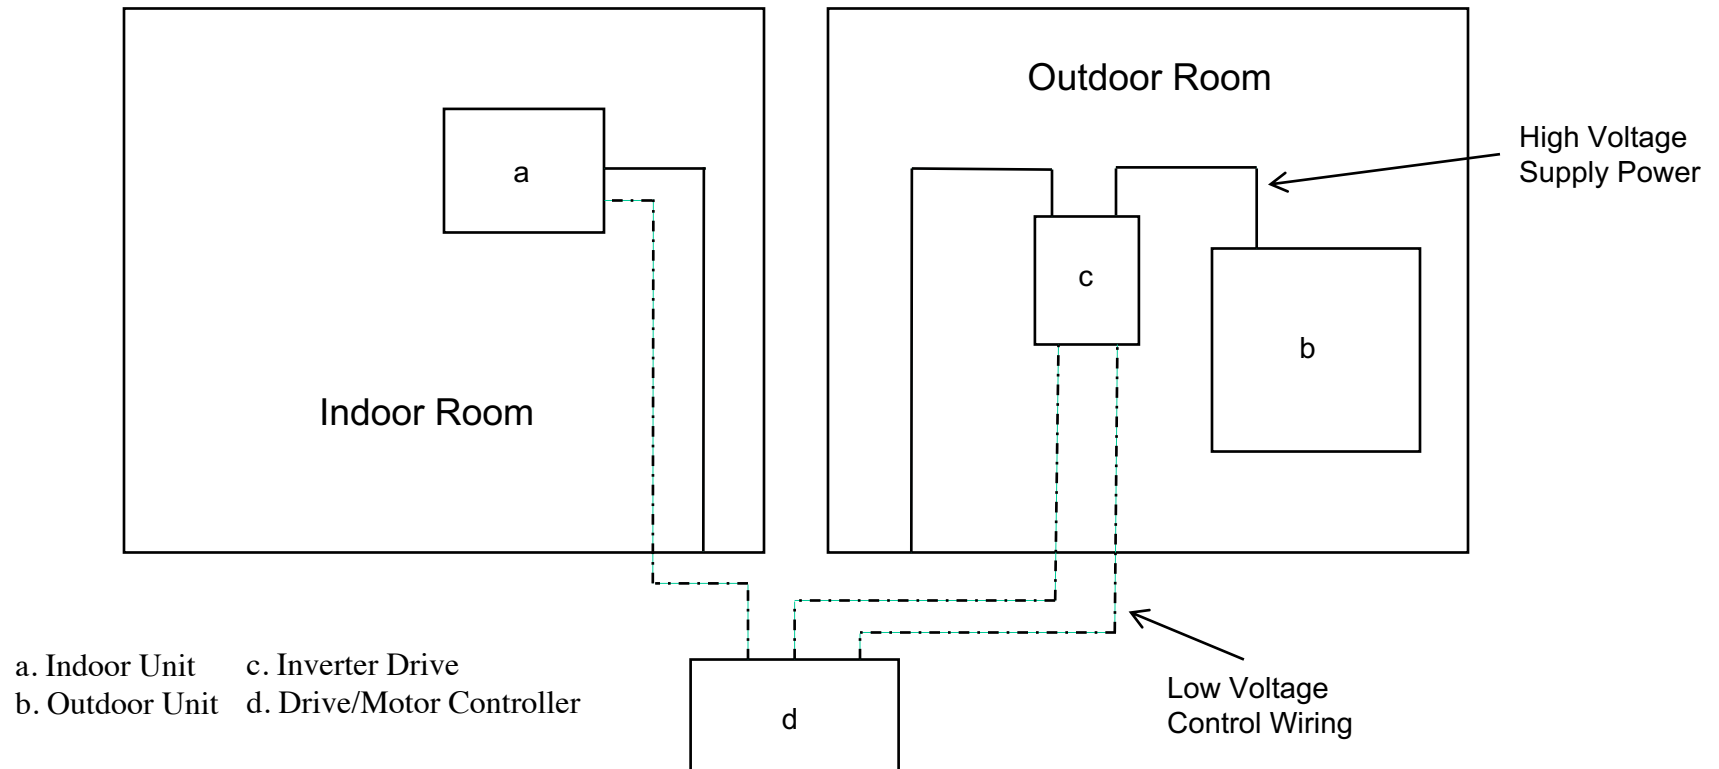 Outdoor Room
High Voltage
Supply Power
a
c
b
Indoor Room
a. Indoor Unit c. Inverter Drive
b. Outdoor Unit d. Drive/Motor Controller
d
Low Voltage
Control Wiring